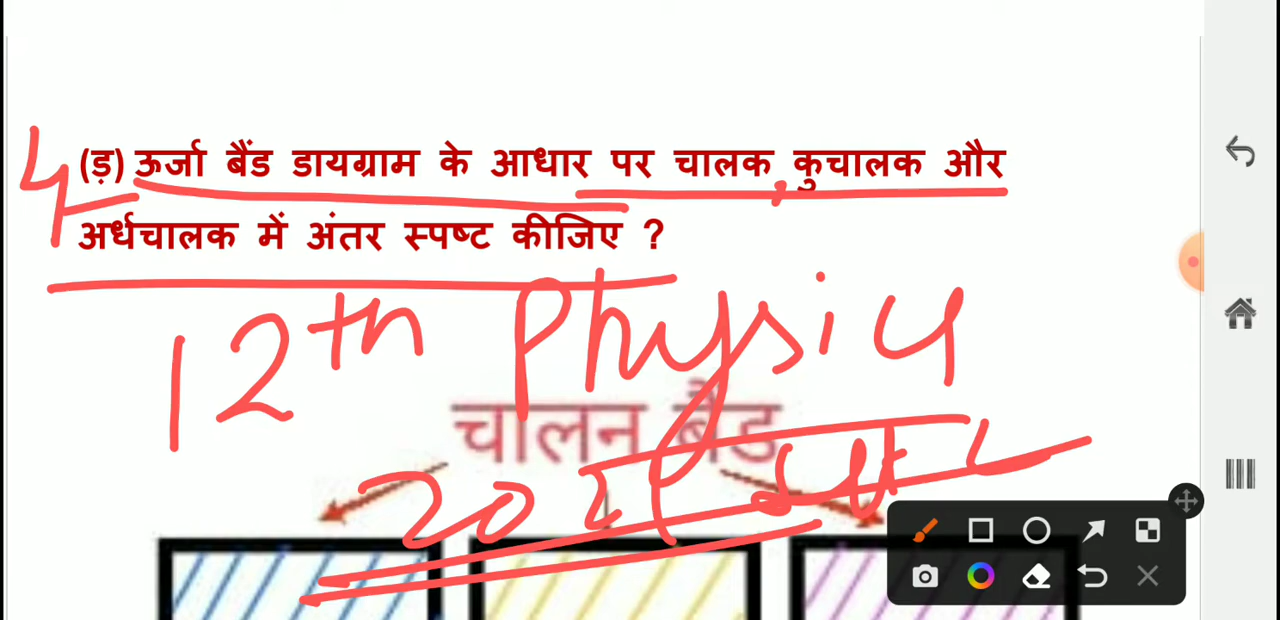 4 (ड़) ऊर्जा बैंड डायग्राम के आधार पर चालक, कुचालक और
अर्धचालक में अंतर स्पष्ट कीजिए ?
12th Physics
चालन बैंड